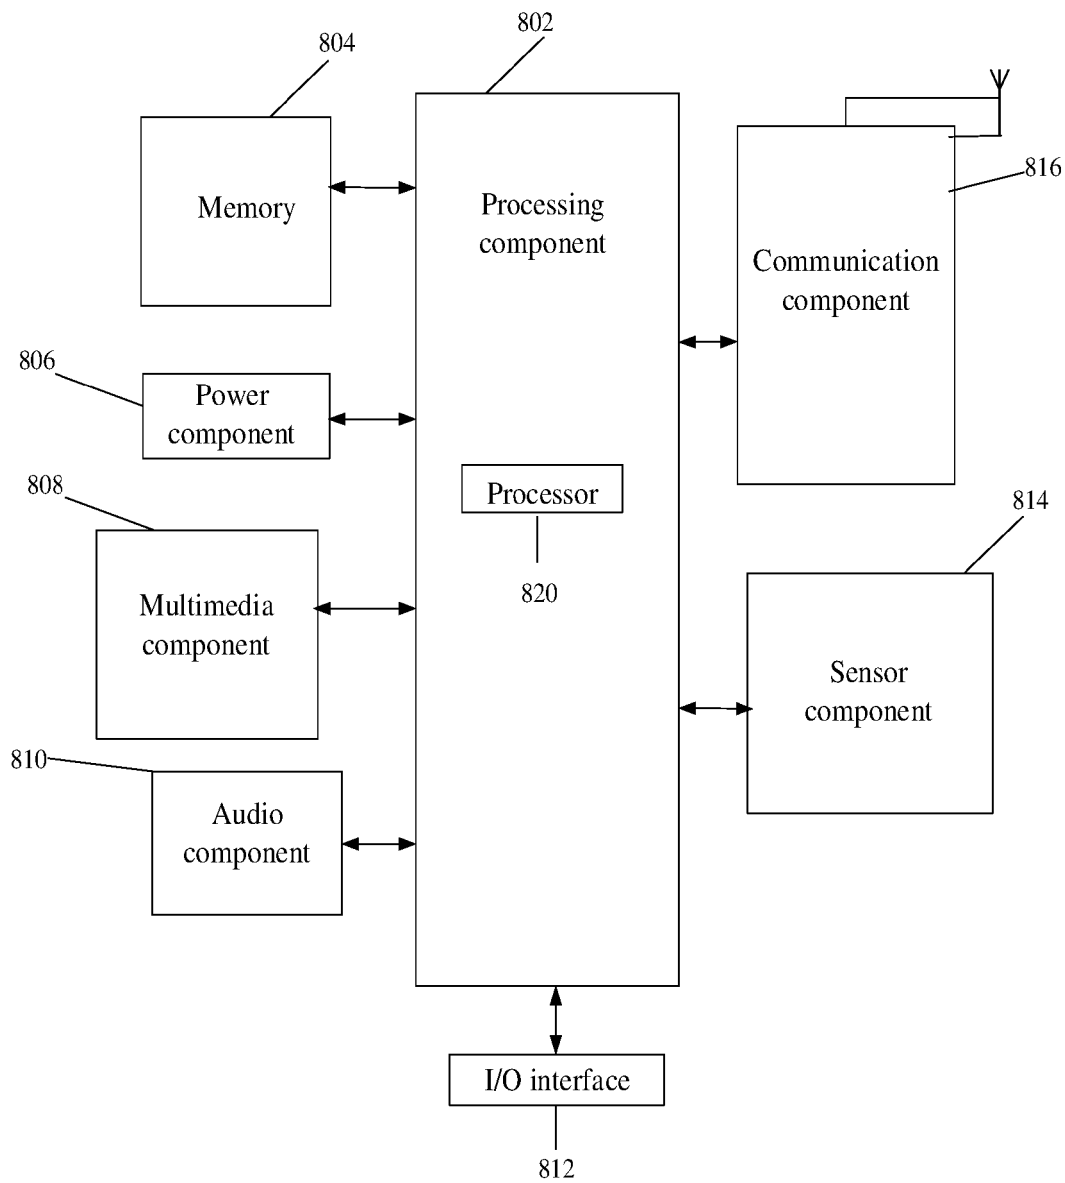 802
804
816
Memory
Processing
component
Communication
component
806
Power
component
808
Processor
814
820
Multimedia
component
Sensor
component
810
Audio
component
I/O interface
812